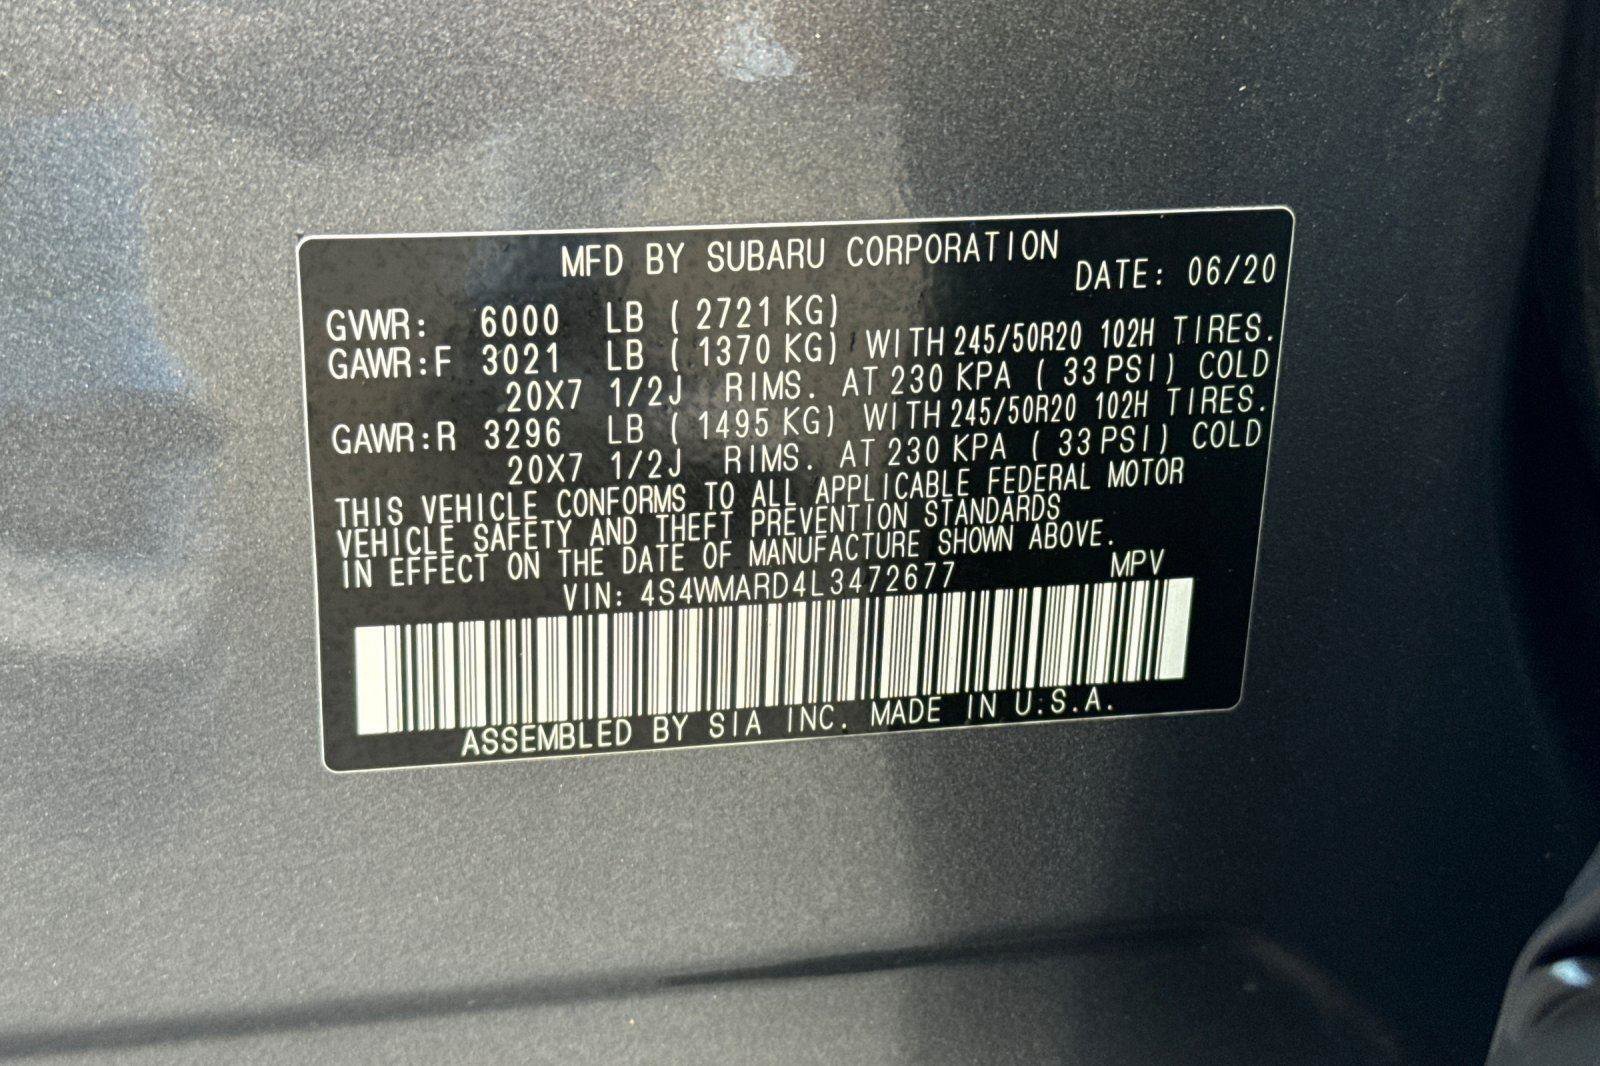 MFD BY SUBARU CORPORATION
DATE: 06/20
GVWR: 6000 LB (2721 KG)
GAWR:F 3021 LB (1370 KG) WITH 245/50R20 102H TIRES.
20X7 1/2J RIMS. AT 230 KPA (33 PSI) COLD
GAWR:R 3296 LB (1495 KG) WITH 245/50R20 102H TIRES.
20X7 1/2J RIMS. AT 230 KPA (33 PSI) COLD
THIS VEHICLE CONFORMS TO ALL APPLICABLE FEDERAL MOTOR
VEHICLE SAFETY AND THEFT PREVENTION STANDARDS
IN EFFECT ON THE DATE OF MANUFACTURE SHOWN ABOVE.
VIN: 4S4WMARD4L3472677 MPV
ASSEMBLED BY SIA INC. MADE IN U.S.A.